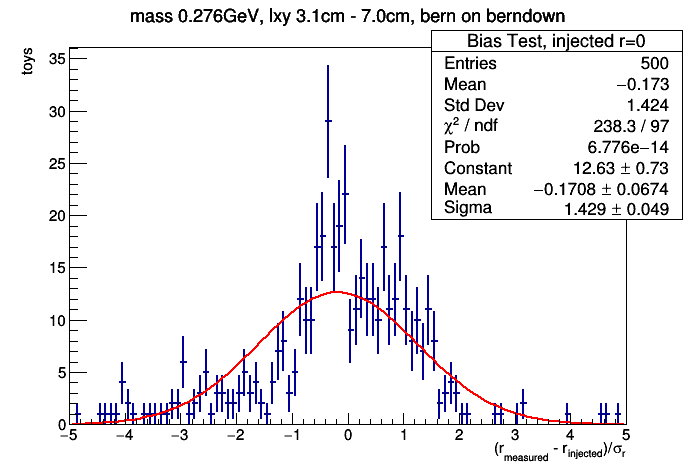 mass 0.276GeV, lxy 3.1cm - 7.0cm, bern on berndown
toys
Bias Test, injected r=0
Entries 500
Mean −0.173
Std Dev 1.424
χ² / ndf 238.3 / 97
Prob 6.776e−14
Constant 12.63 ± 0.73
Mean −0.1708 ± 0.0674
Sigma 1.429 ± 0.049
35
30
25
20
15
10
5
0
−5 −4 −3 −2 −1 0 1 2 3 4 5
(r_measured - r_injected)/σ_r